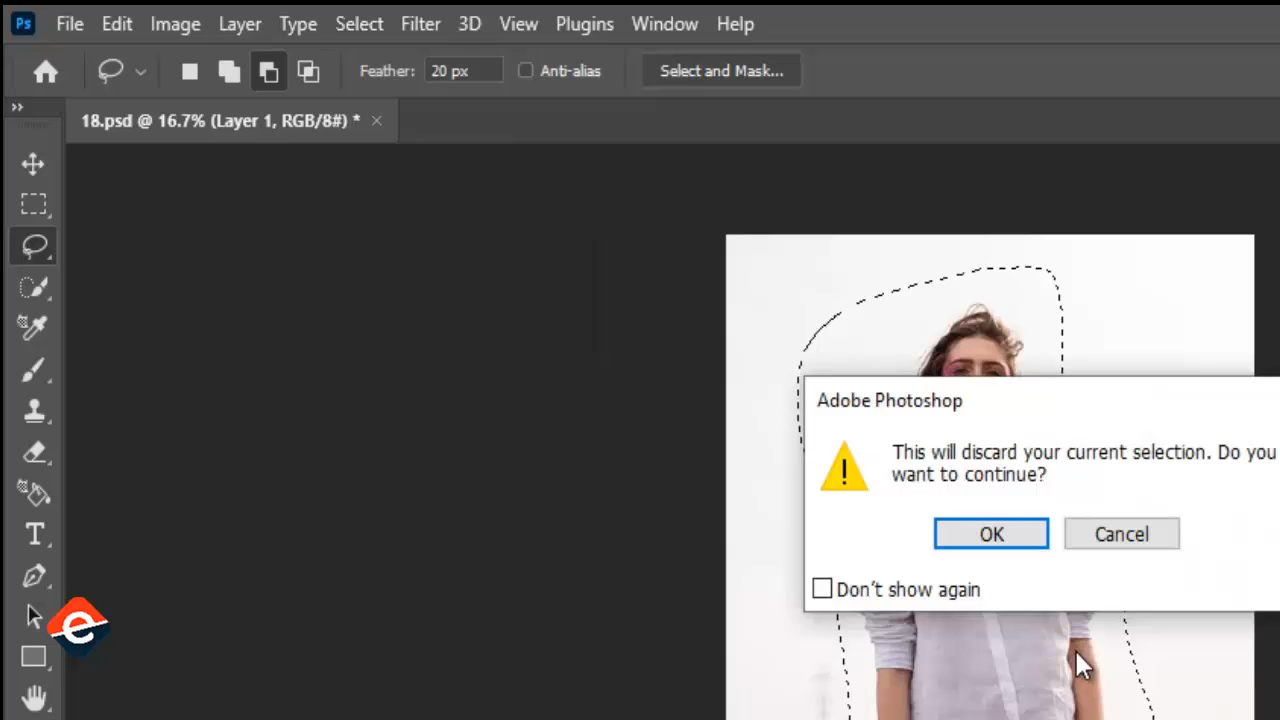 Ps File Edit Image Layer Type Select Filter 3D View Plugins Window Help
Feather: 20 px Anti-alias Select and Mask...
18.psd @ 16.7% (Layer 1, RGB/8#) * ×
Adobe Photoshop
This will discard your current selection. Do you
want to continue?
OK Cancel
Don't show again
T
e